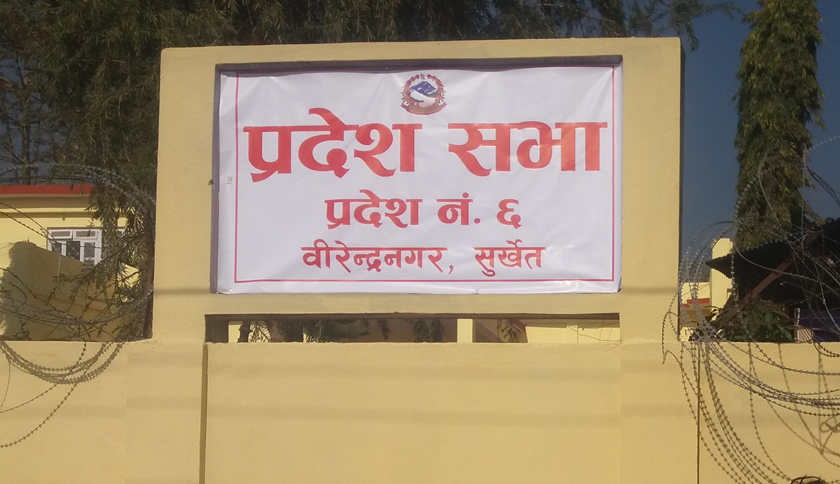 प्रदेश सभा
प्रदेश नं. ६
वीरेन्द्रनगर, सुर्खेत